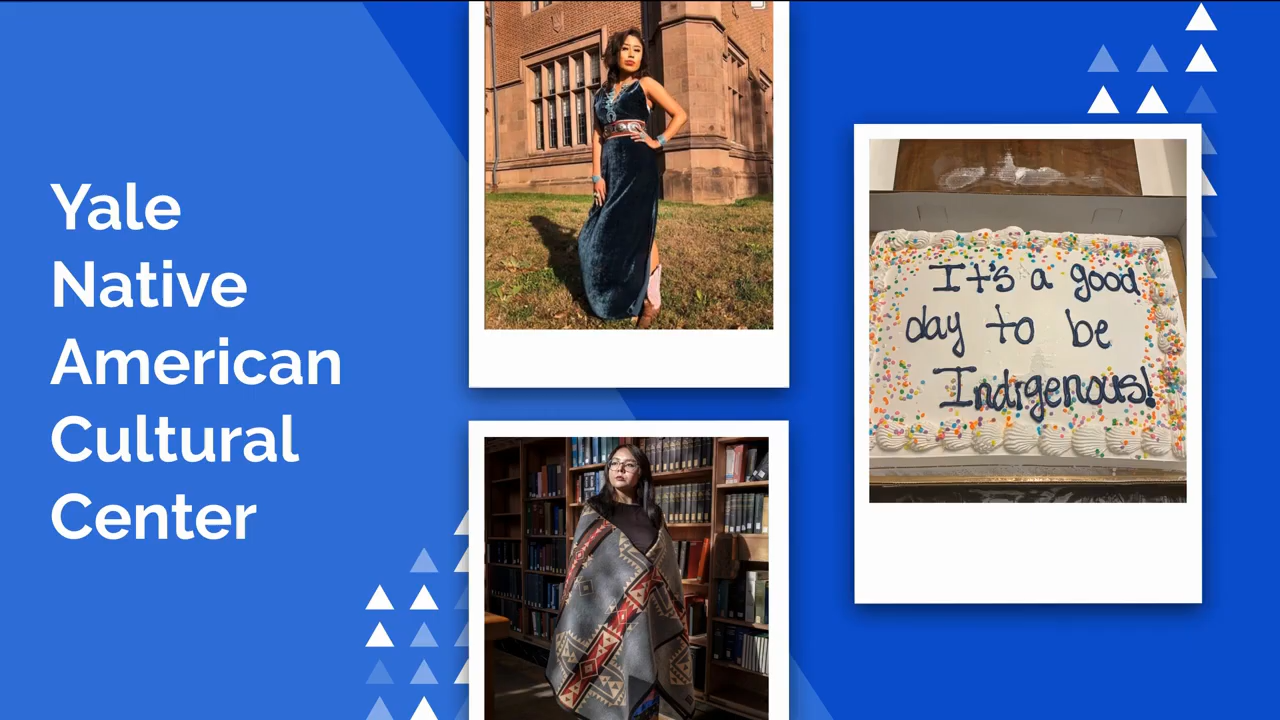 Yale
Native
American
Cultural
Center
It's a good
day to be
Indigenous!